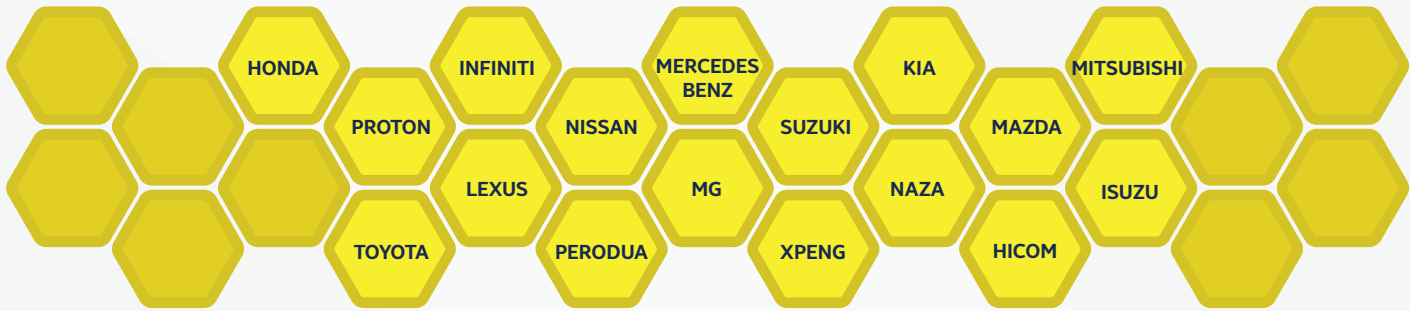 HONDA
INFINITI
MERCEDES
BENZ
KIA
MITSUBISHI
PROTON
NISSAN
SUZUKI
MAZDA
LEXUS
MG
NAZA
ISUZU
TOYOTA
PERODUA
XPENG
HICOM